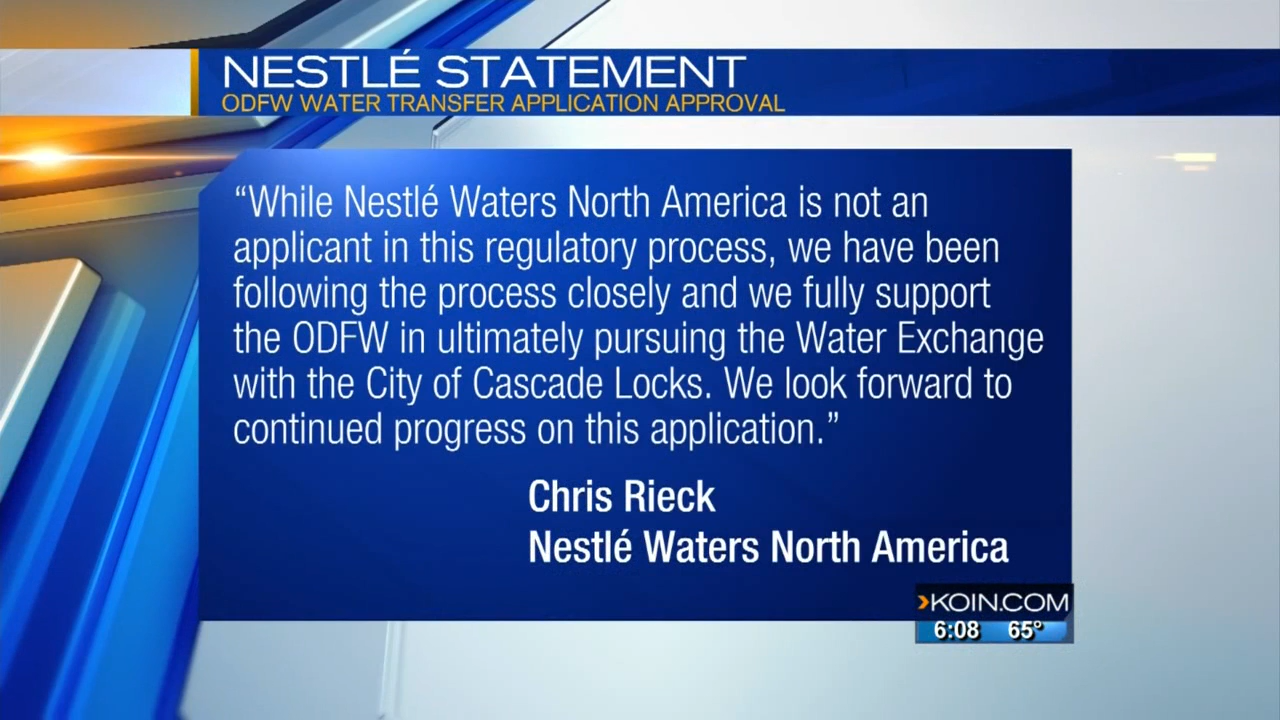 NESTLÉ STATEMENT
ODFW WATER TRANSFER APPLICATION APPROVAL
“While Nestlé Waters North America is not an
applicant in this regulatory process, we have been
following the process closely and we fully support
the ODFW in ultimately pursuing the Water Exchange
with the City of Cascade Locks. We look forward to
continued progress on this application.”
Chris Rieck
Nestlé Waters North America
KOIN.COM
6:08 65°